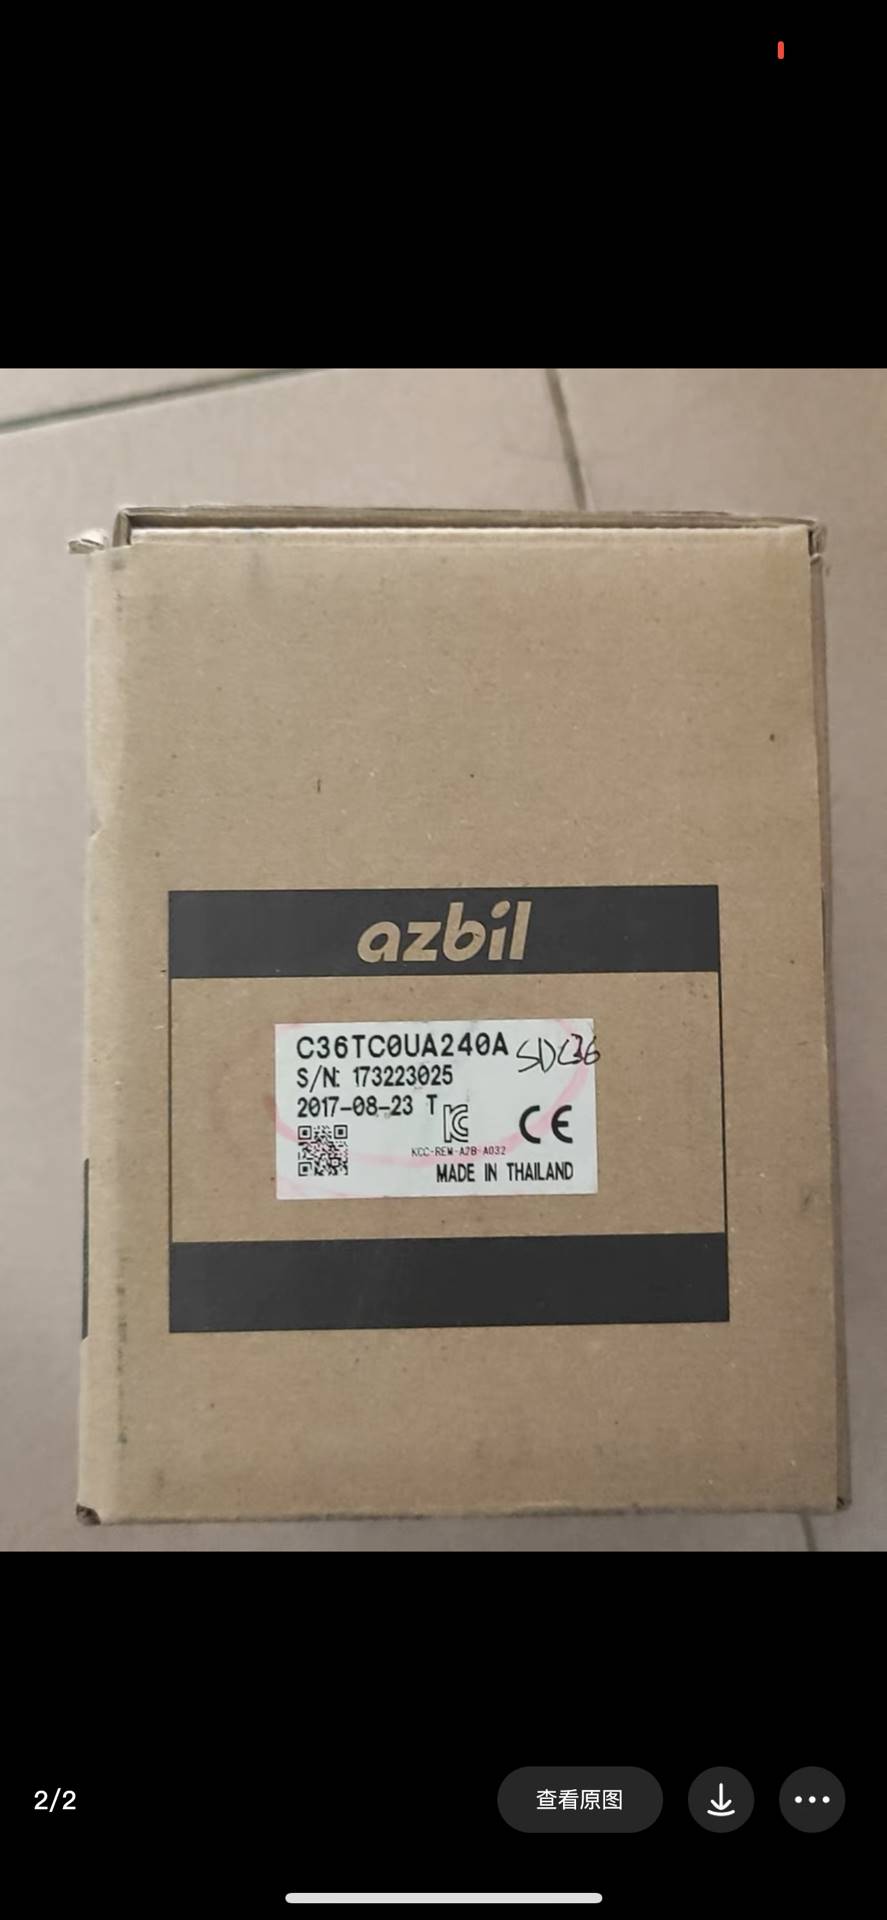 azbil
C36TC0UA240A SDC36
S/N: 173223025
2017-08-23 T
CE
KCC-REM-A28-A032
MADE IN THAILAND
2/2
查看原图